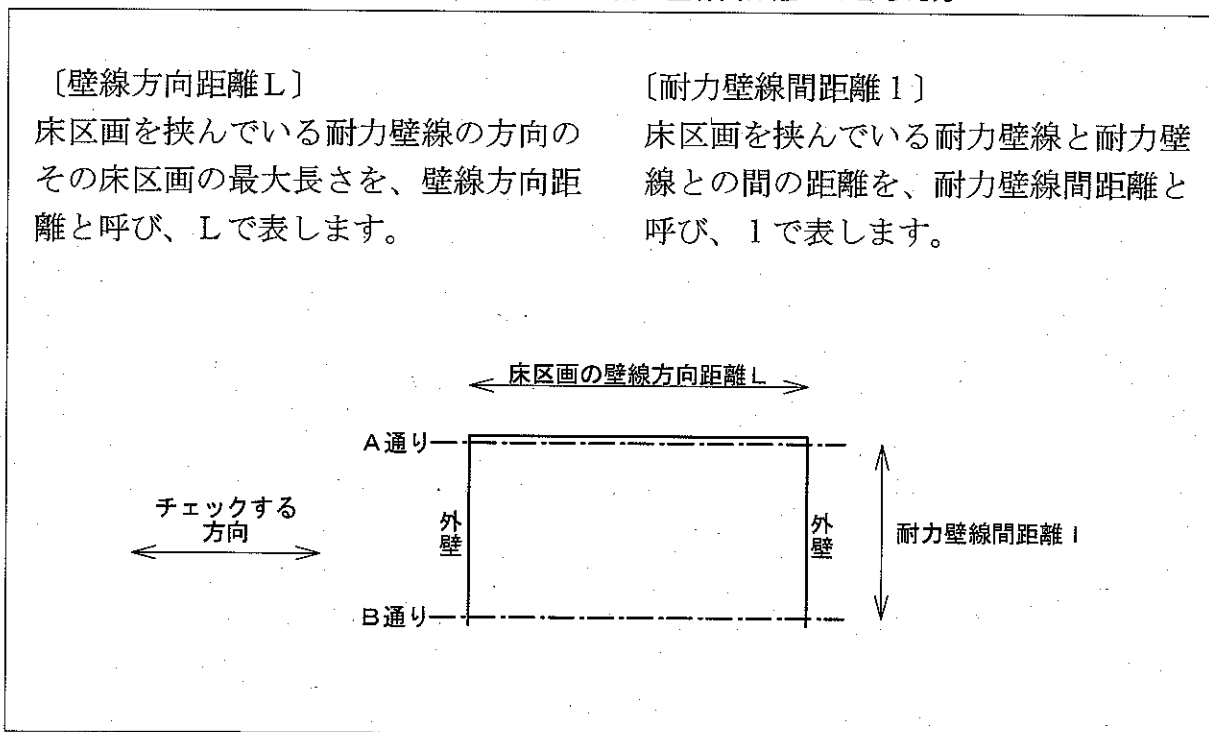 〔壁線方向距離L〕
床区画を挟んでいる耐力壁線の方向の
その床区画の最大長さを、壁線方向距
離と呼び、Lで表します。
〔耐力壁線間距離l〕
床区画を挟んでいる耐力壁線と耐力壁
線との間の距離を、耐力壁線間距離と
呼び、lで表します。
床区画の壁線方向距離L
A通り
チェックする
方向
外壁
外壁
耐力壁線間距離l
B通り